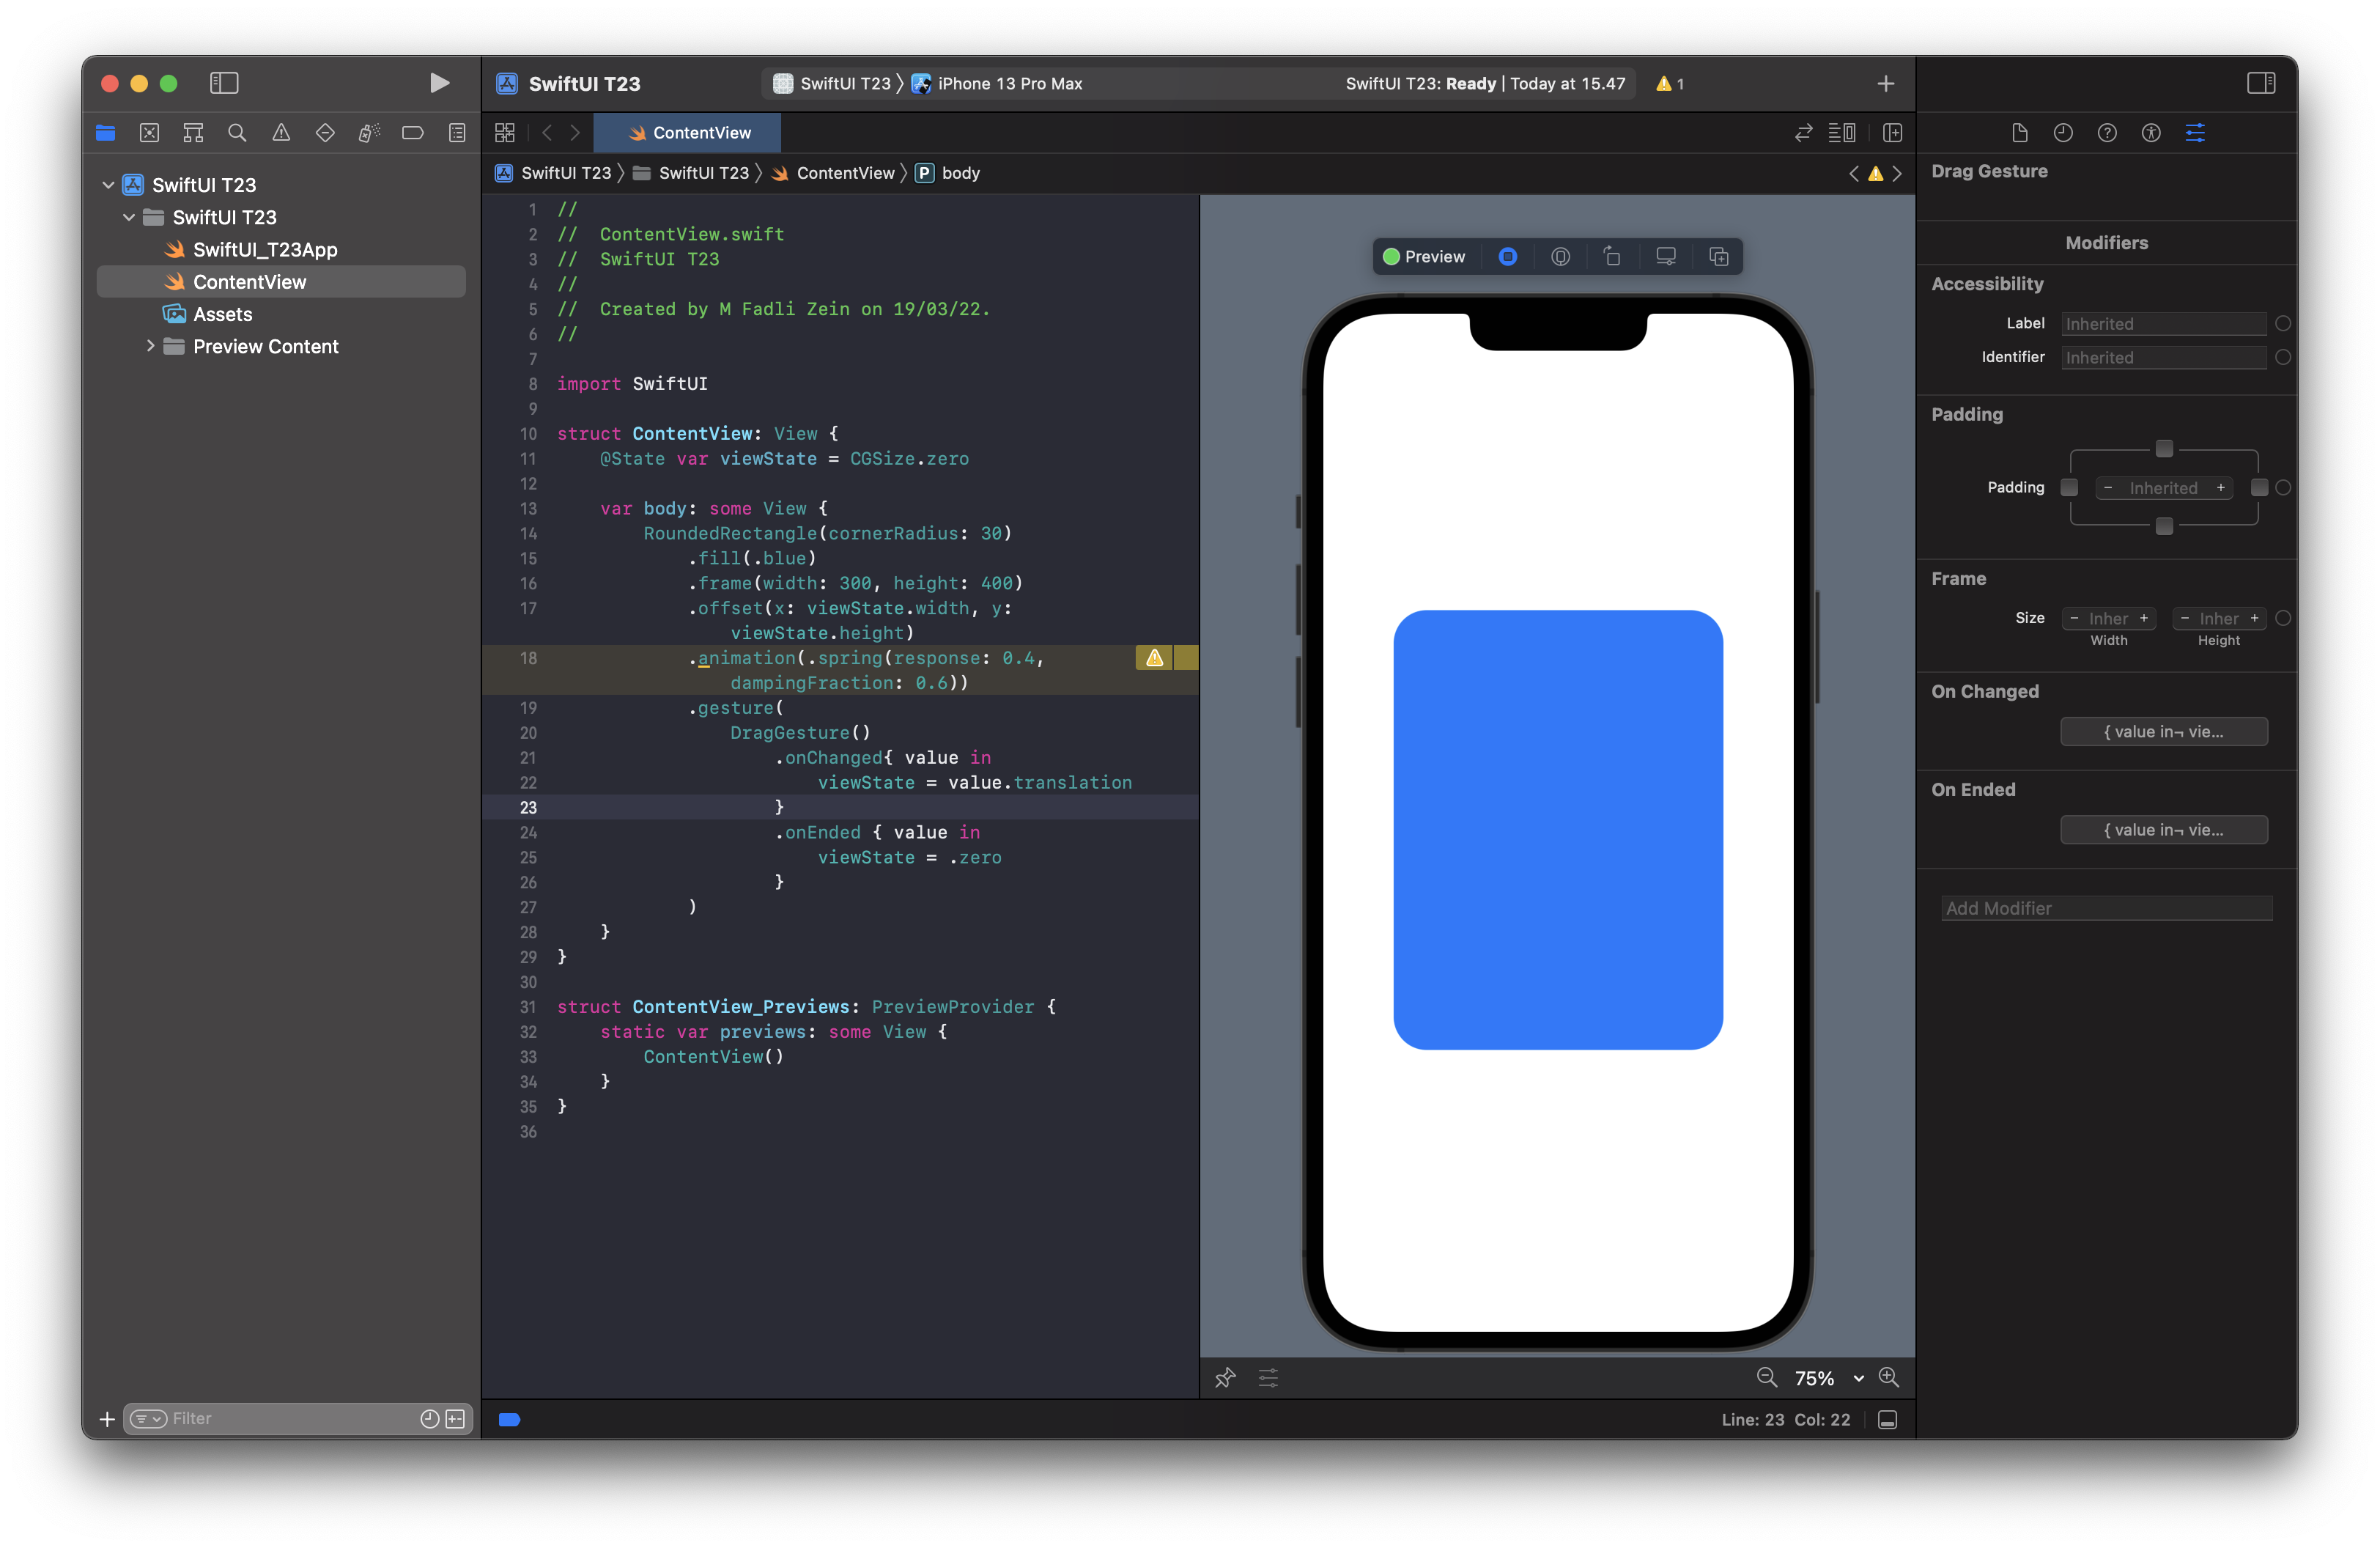 SwiftUI T23
SwiftUI T23 〉 iPhone 13 Pro Max
SwiftUI T23: Ready | Today at 15.47
1
ContentView
SwiftUI T23 〉 SwiftUI T23 〉 ContentView 〉 P body
SwiftUI T23
SwiftUI T23
SwiftUI_T23App
ContentView
Assets
Preview Content
Filter
1 //
2 //  ContentView.swift
3 //  SwiftUI T23
4 //
5 //  Created by M Fadli Zein on 19/03/22.
6 //
7
8 import SwiftUI
9
10 struct ContentView: View {
11     @State var viewState = CGSize.zero
12
13     var body: some View {
14         RoundedRectangle(cornerRadius: 30)
15             .fill(.blue)
16             .frame(width: 300, height: 400)
17             .offset(x: viewState.width, y:
                viewState.height)
18             .animation(.spring(response: 0.4,
                dampingFraction: 0.6))
19             .gesture(
20                 DragGesture()
21                     .onChanged{ value in
22                         viewState = value.translation
23                     }
24                     .onEnded { value in
25                         viewState = .zero
26                     }
27             )
28     }
29 }
30
31 struct ContentView_Previews: PreviewProvider {
32     static var previews: some View {
33         ContentView()
34     }
35 }
36
Preview
75%
Line: 23 Col: 22
Drag Gesture
Modifiers
Accessibility
Label Inherited
Identifier Inherited
Padding
Padding − Inherited +
Frame
Size − Inher + − Inher +
Width Height
On Changed
{ value in¬ vie...
On Ended
{ value in¬ vie...
Add Modifier